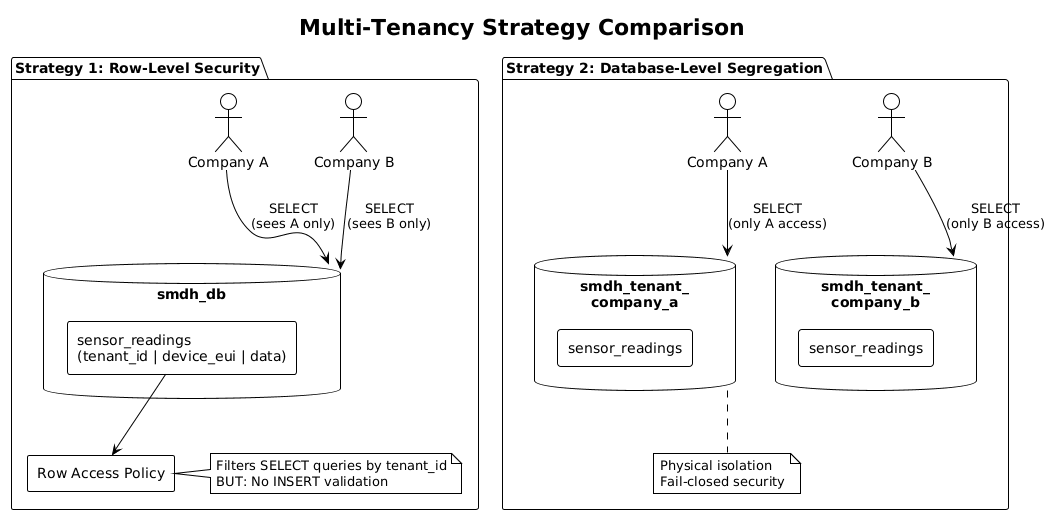 Multi-Tenancy Strategy Comparison
Strategy 1: Row-Level Security
Company A
Company B
SELECT
(sees A only)
SELECT
(sees B only)
smdh_db
sensor_readings
(tenant_id | device_eui | data)
Row Access Policy
Filters SELECT queries by tenant_id
BUT: No INSERT validation
Strategy 2: Database-Level Segregation
Company A
Company B
SELECT
(only A access)
SELECT
(only B access)
smdh_tenant_
company_a
sensor_readings
smdh_tenant_
company_b
sensor_readings
Physical isolation
Fail-closed security